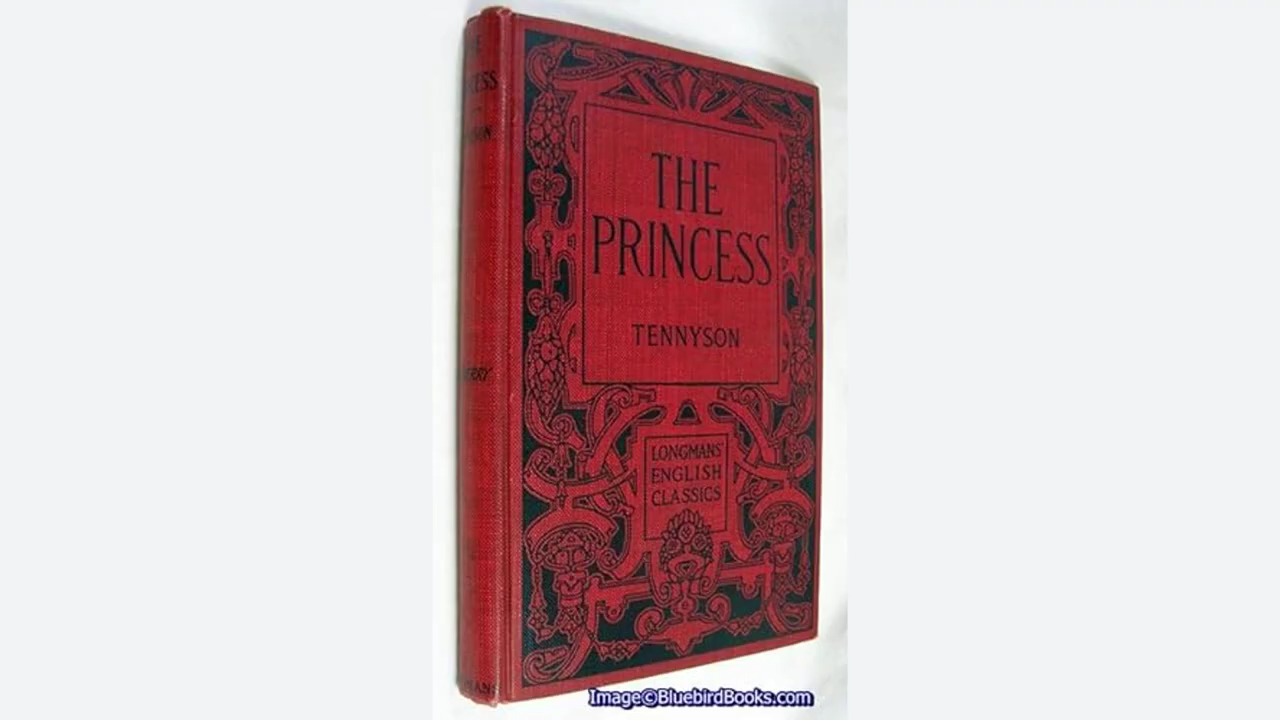 THE
PRINCESS
TENNYSON
LONGMANS'
ENGLISH
CLASSICS
Image©BluebirdBooks.com